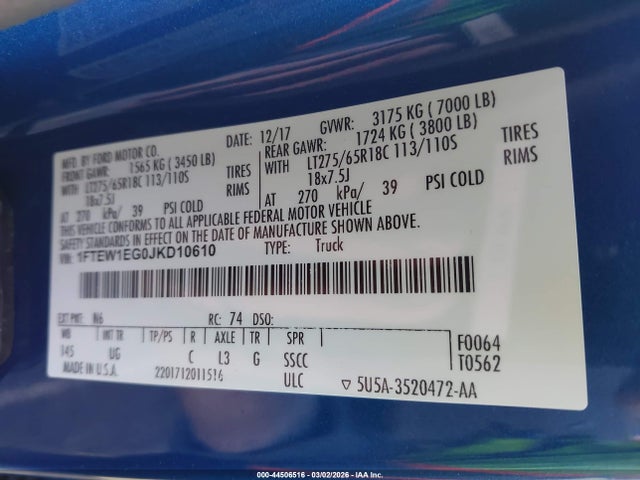 MFD. BY FORD MOTOR CO. DATE: 12/17 GVWR: 3175 KG ( 7000 LB)
FRONT GAWR: 1565 KG ( 3450 LB) REAR GAWR: 1724 KG ( 3800 LB)
WITH LT275/65R18C 113/110S TIRES WITH LT275/65R18C 113/110S TIRES
18x7.5J RIMS 18x7.5J RIMS
AT 270 kPa/ 39 PSI COLD AT 270 kPa/ 39 PSI COLD
THIS VEHICLE CONFORMS TO ALL APPLICABLE FEDERAL MOTOR VEHICLE
SAFETY STANDARDS IN EFFECT ON THE DATE OF MANUFACTURE SHOWN ABOVE.
VIN: 1FTEW1EG0JKD10610 TYPE: Truck
EXT PNT: N6 RC: 74 DSO:
WB INT TR TP/PS R AXLE TR SPR F0064
145 UG C L3 G SSCC T0562
MADE IN U.S.A. 2201712011516 ULC ▽ 5U5A-3520472-AA
000-44506516 - 03/02/2026 - IAA Inc.